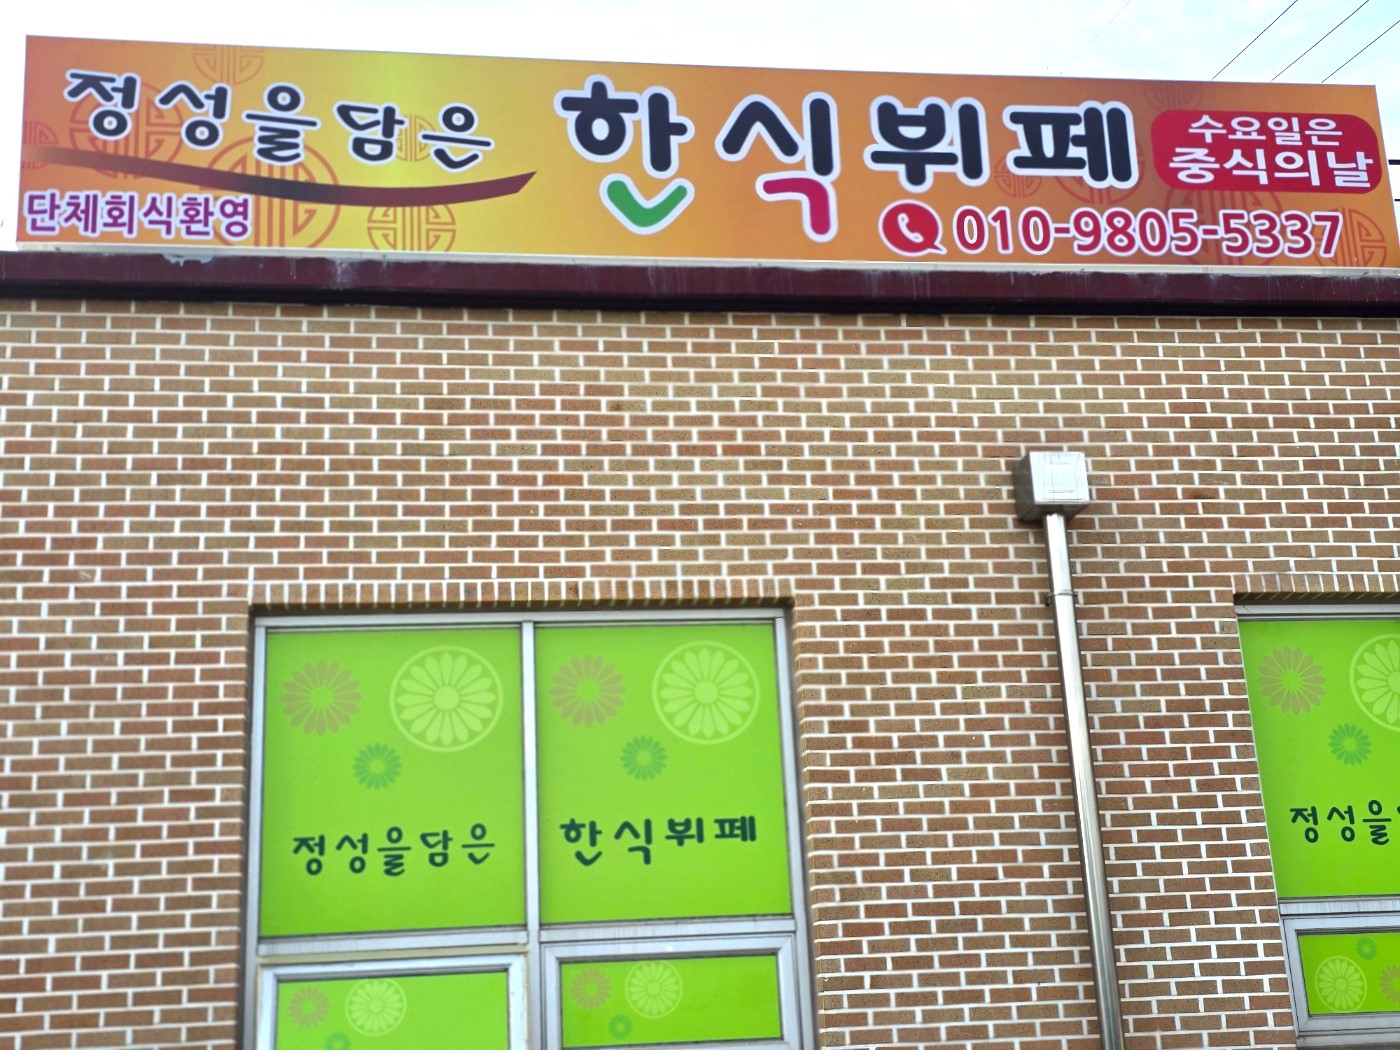 정성을담은
한식뷔페
수요일은
중식의날
단체회식환영
010-9805-5337
정성을담은
한식뷔페
정성을